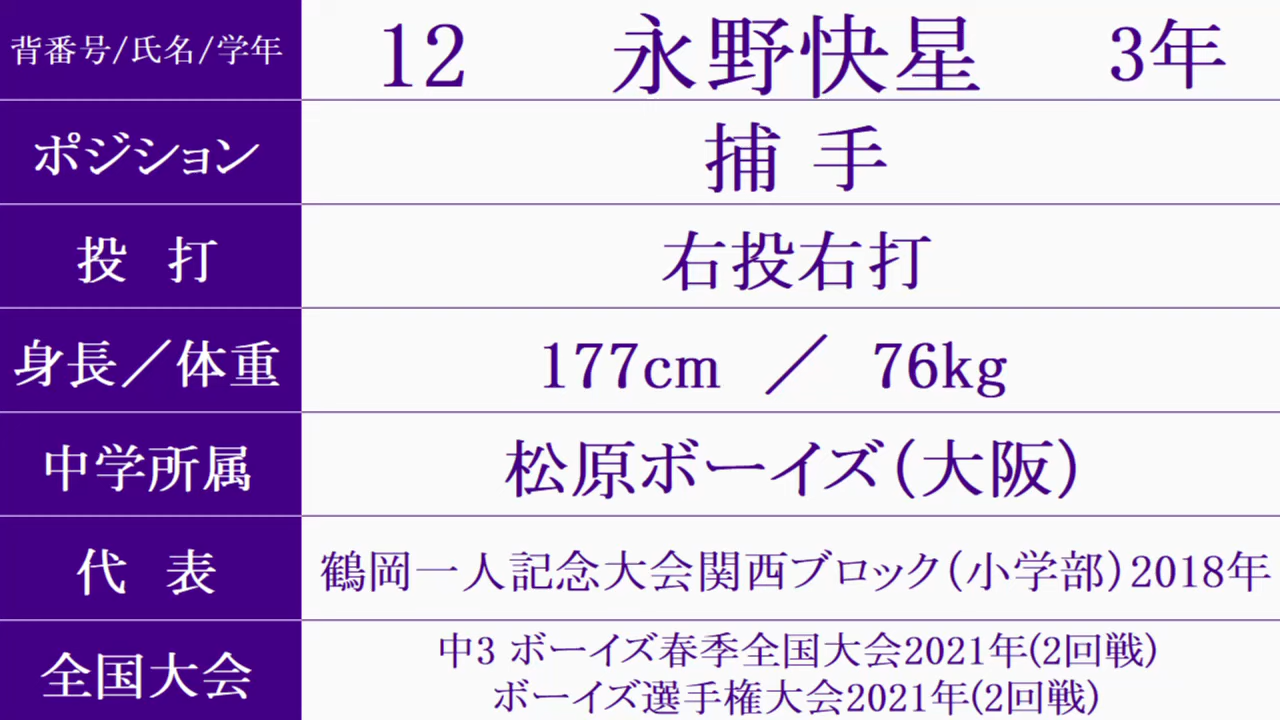 背番号/氏名/学年 12 永野快星 3年
ポジション 捕手
投 打 右投右打
身長／体重 177cm ／ 76kg
中学所属 松原ボーイズ(大阪)
代 表 鶴岡一人記念大会関西ブロック(小学部)2018年
全国大会 中3 ボーイズ春季全国大会2021年(2回戦)
ボーイズ選手権大会2021年(2回戦)